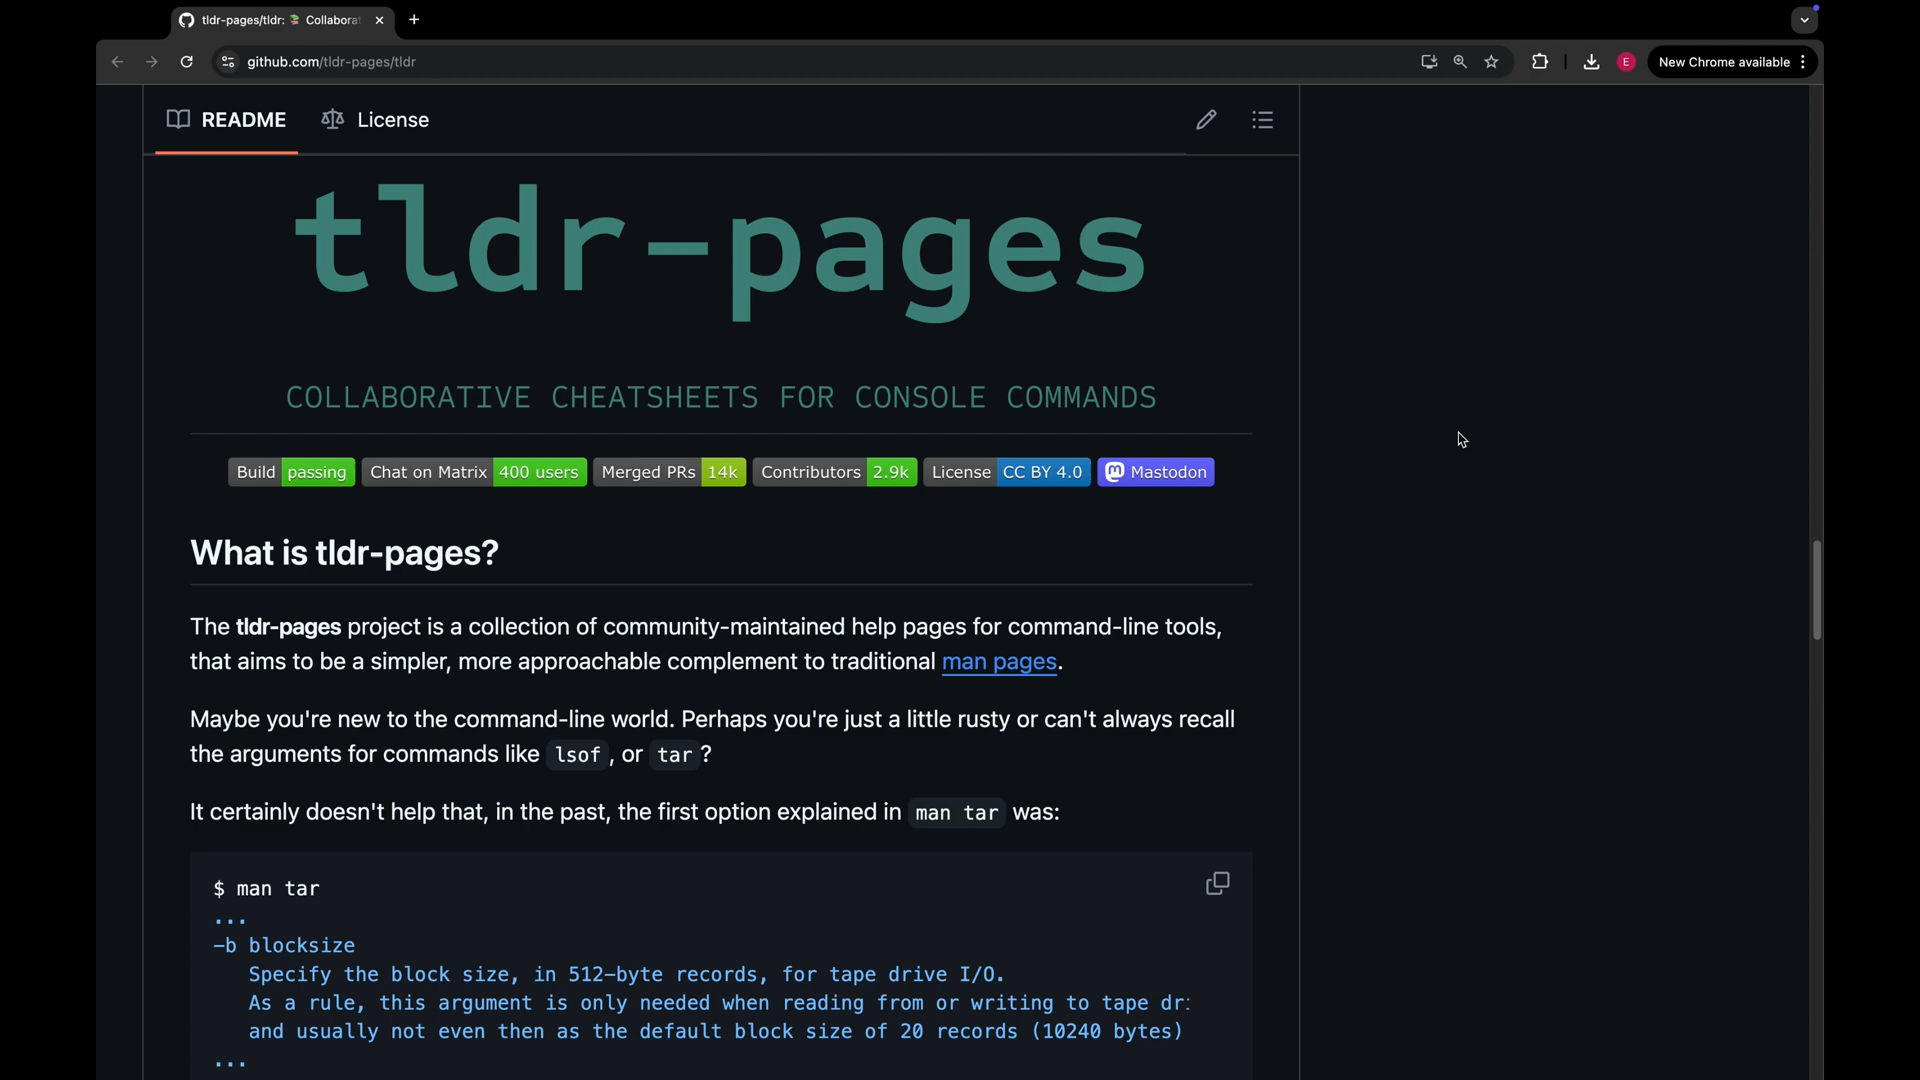 tldr-pages/tldr: 📚 Collabora
github.com/tldr-pages/tldr
E
New Chrome available
README
License
tldr-pages
COLLABORATIVE CHEATSHEETS FOR CONSOLE COMMANDS
Build passing Chat on Matrix 400 users Merged PRs 14k Contributors 2.9k License CC BY 4.0 Mastodon
What is tldr-pages?
The tldr-pages project is a collection of community-maintained help pages for command-line tools,
that aims to be a simpler, more approachable complement to traditional man pages.
Maybe you're new to the command-line world. Perhaps you're just a little rusty or can't always recall
the arguments for commands like lsof, or tar?
It certainly doesn't help that, in the past, the first option explained in man tar was:
$ man tar
...
-b blocksize
Specify the block size, in 512-byte records, for tape drive I/O.
As a rule, this argument is only needed when reading from or writing to tape dr
and usually not even then as the default block size of 20 records (10240 bytes)
...